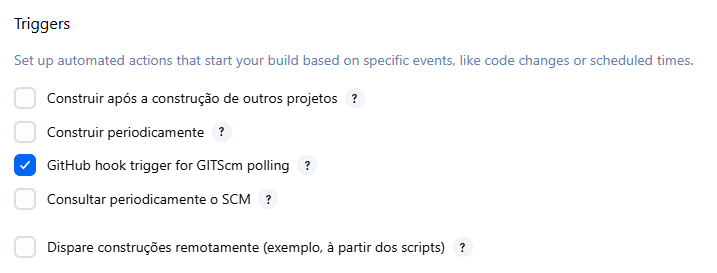 Triggers
Set up automated actions that start your build based on specific events, like code changes or scheduled times.
Construir após a construção de outros projetos ?
Construir periodicamente ?
GitHub hook trigger for GITScm polling ?
Consultar periodicamente o SCM ?
Dispare construções remotamente (exemplo, à partir dos scripts) ?